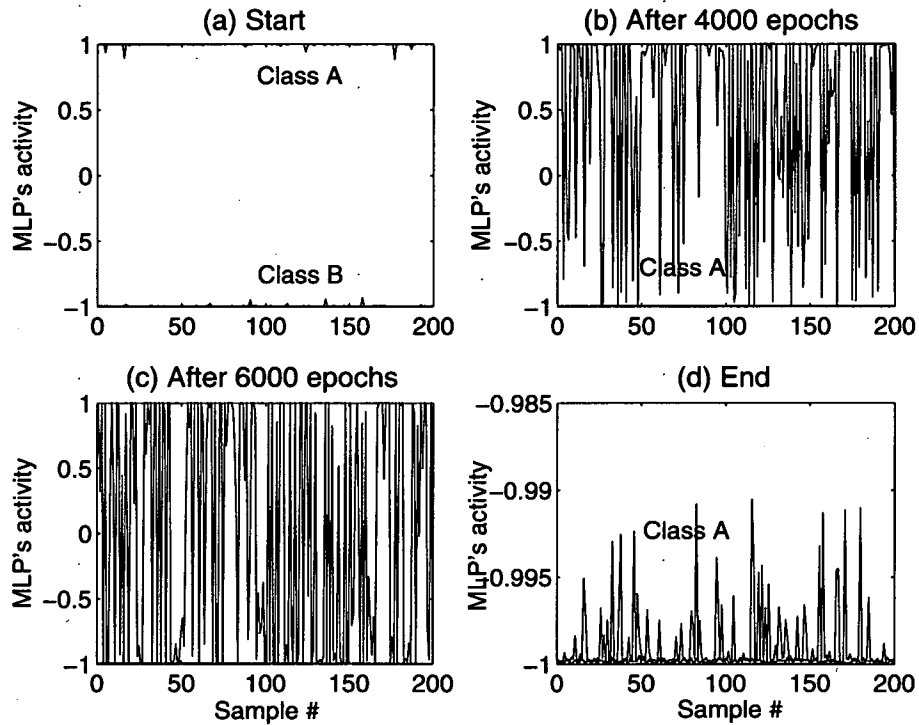 (a) Start
1
0.5
0
−0.5
−1
MLP's activity
Class A
Class B
0 50 100 150 200
(b) After 4000 epochs
1
0.5
0
−0.5
−1
MLP's activity
Class A
0 50 100 150 200
(c) After 6000 epochs
1
0.5
0
−0.5
−1
MLP's activity
0 50 100 150 200
Sample #
(d) End
−0.985
−0.99
−0.995
−1
MLP's activity
Class A
0 50 100 150 200
Sample #